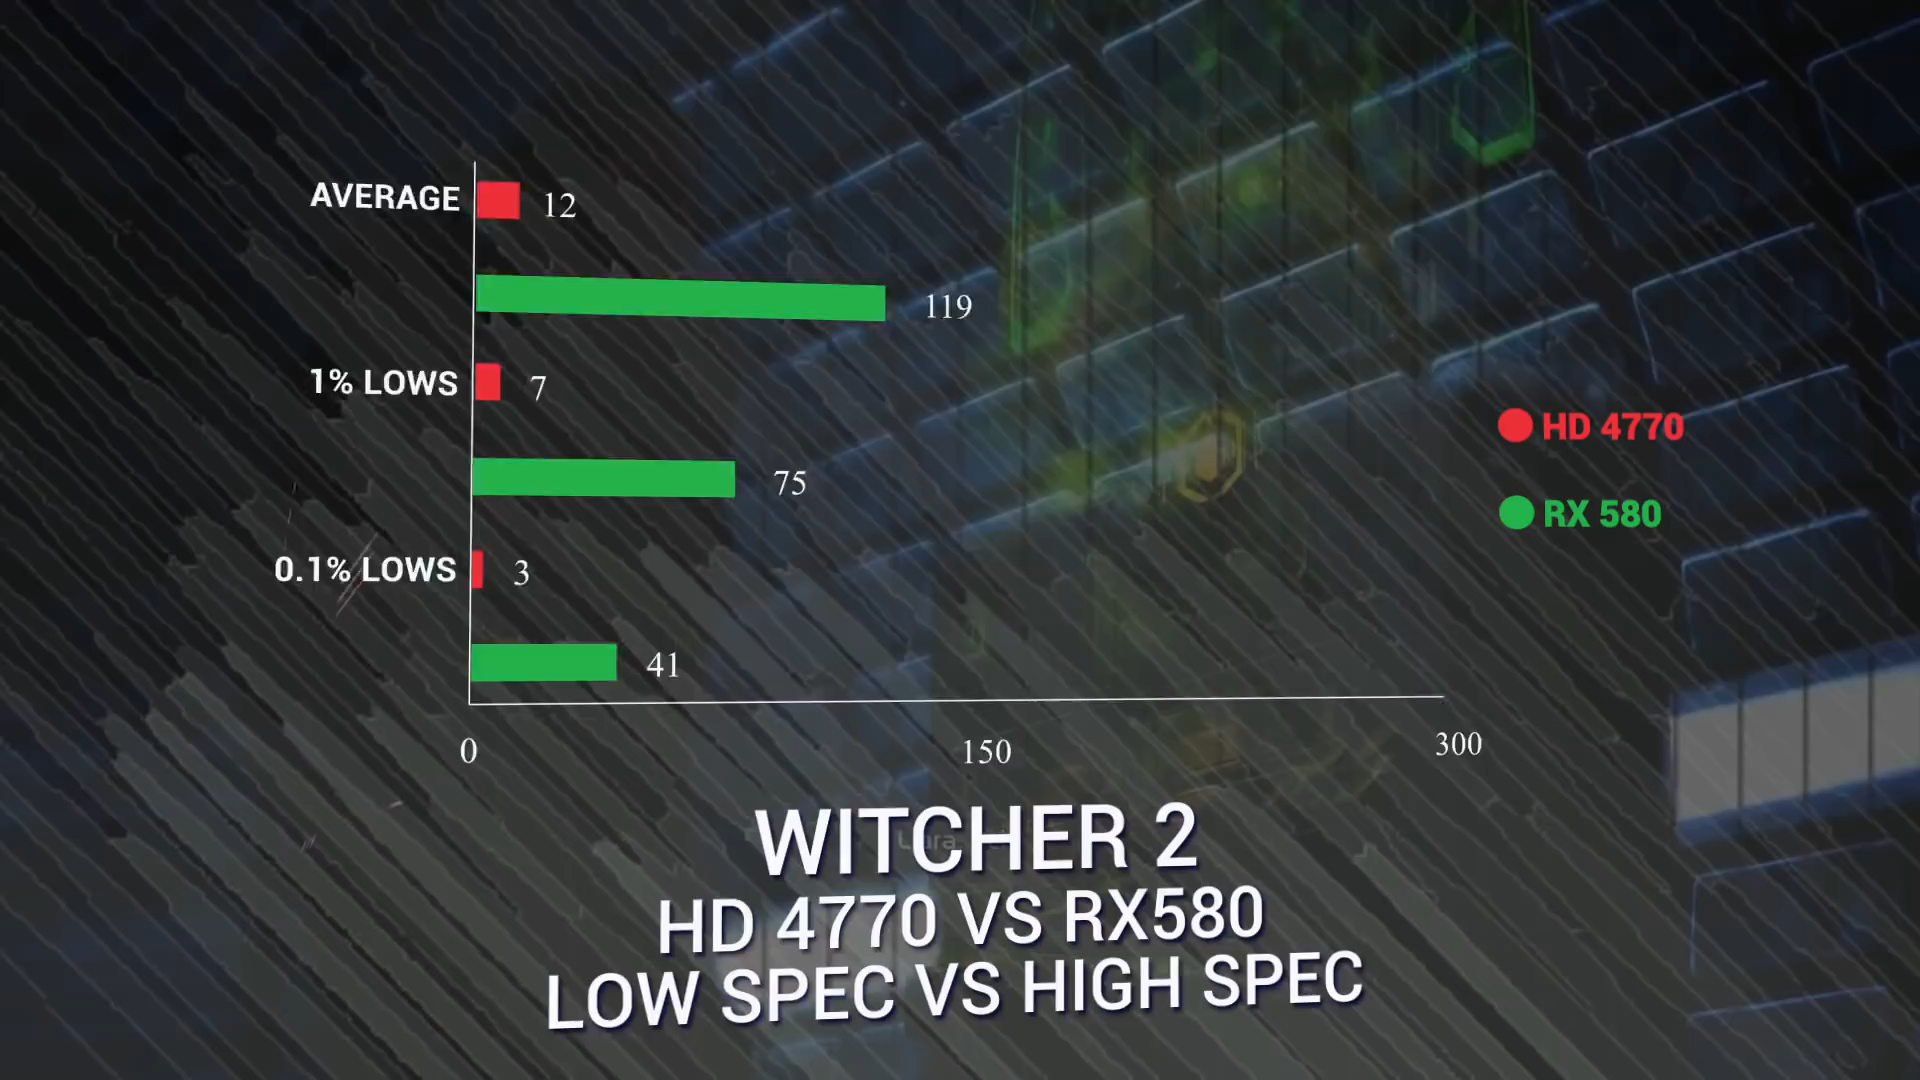 AVERAGE
12
119
1% LOWS
7
75
0.1% LOWS
3
41
HD 4770
RX 580
0
150
300
WITCHER 2
HD 4770 VS RX580
LOW SPEC VS HIGH SPEC